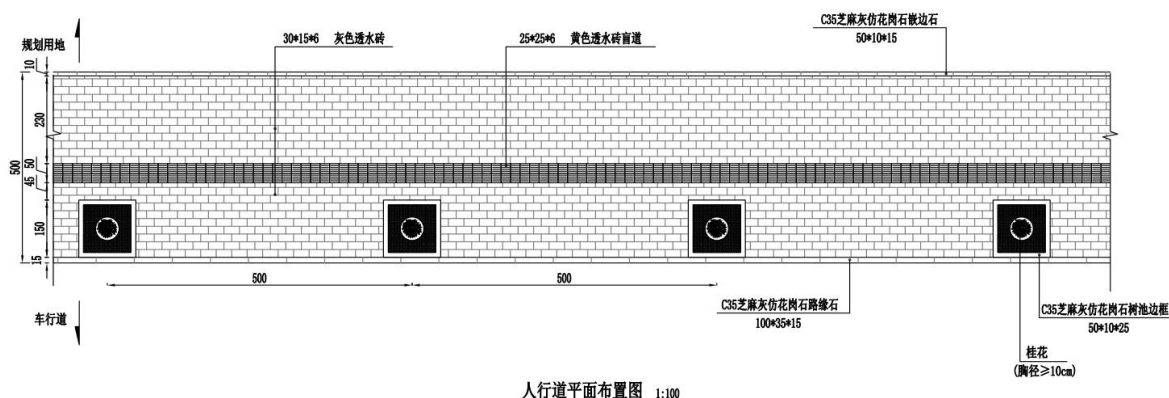 C35芝麻灰仿花岗石嵌边石
50*10*15
30*15*6 灰色透水砖
25*25*6 黄色透水砖盲道
规划用地
10
230
50
45
500
150
15
500
500
车行道
C35芝麻灰仿花岗石路缘石
100*35*15
C35芝麻灰仿花岗石树池边框
50*10*25
桂花
(胸径≥10cm)
人行道平面布置图 1:100